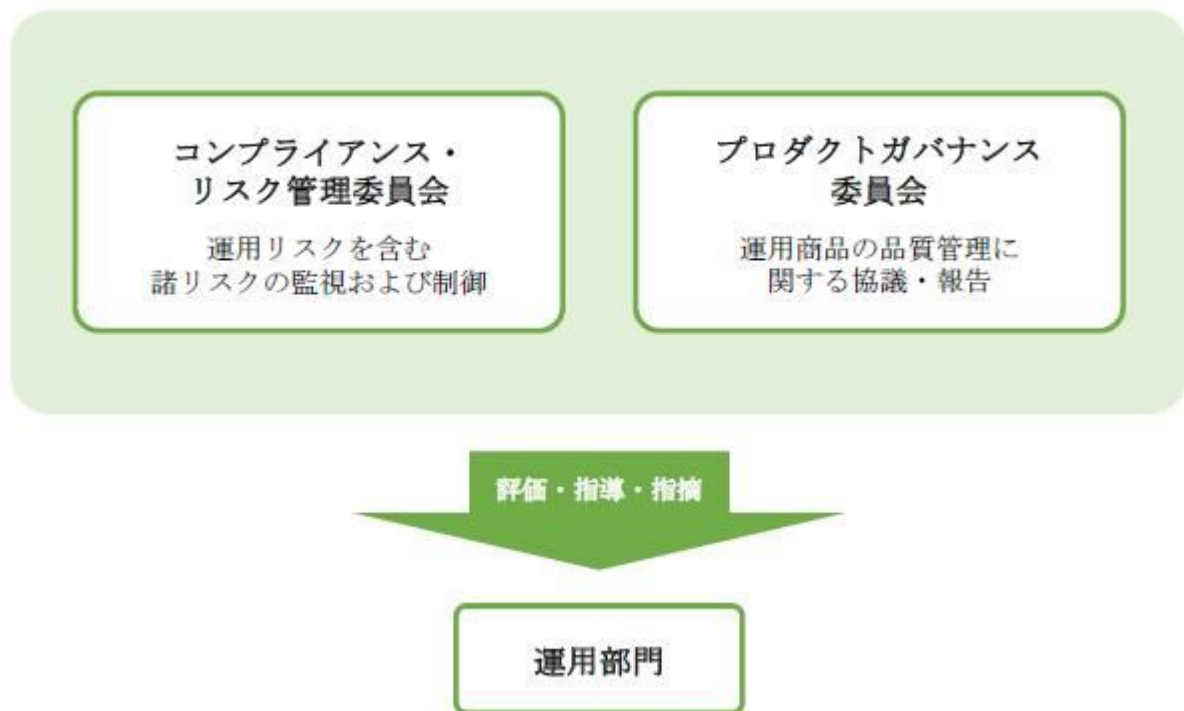 コンプライアンス・
リスク管理委員会
運用リスクを含む
諸リスクの監視および制御
プロダクトガバナンス
委員会
運用商品の品質管理に
関する協議・報告
評価・指導・指摘
運用部門